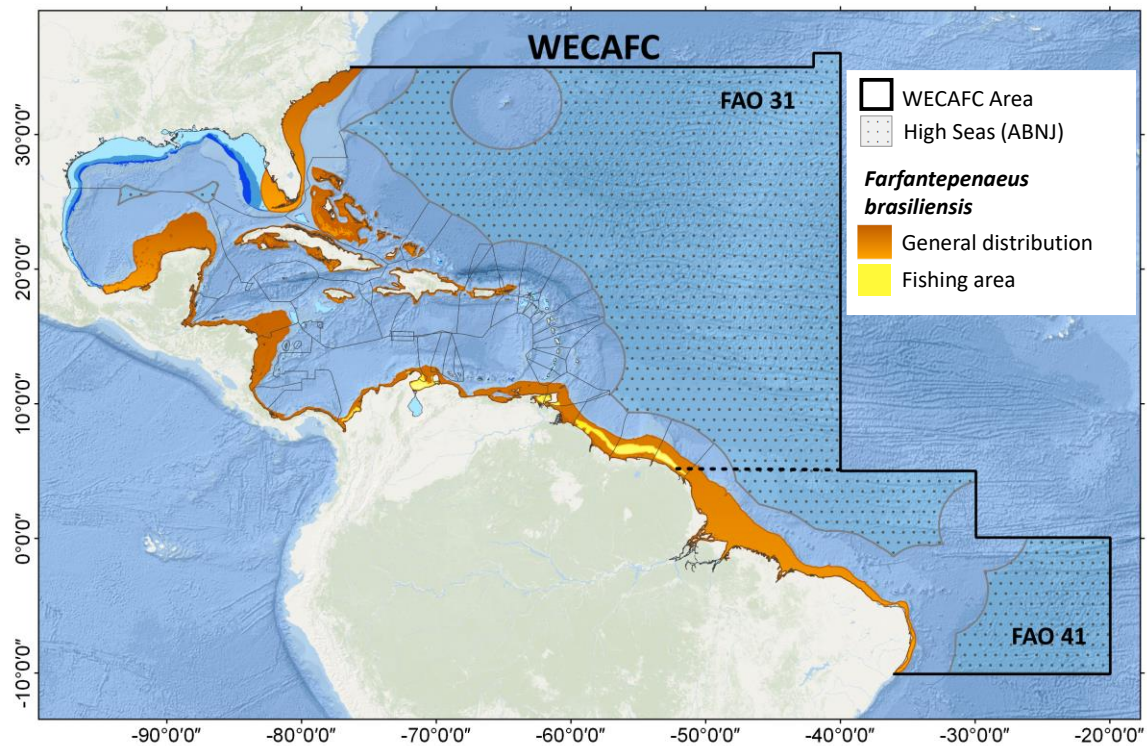 WECAFC
FAO 31
WECAFC Area
High Seas (ABNJ)
Farfantepenaeus
brasiliensis
General distribution
Fishing area
FAO 41
30°0'0"
20°0'0"
10°0'0"
0°0'0"
-10°0'0"
-90°0'0"
-80°0'0"
-70°0'0"
-60°0'0"
-50°0'0"
-40°0'0"
-30°0'0"
-20°0'0"